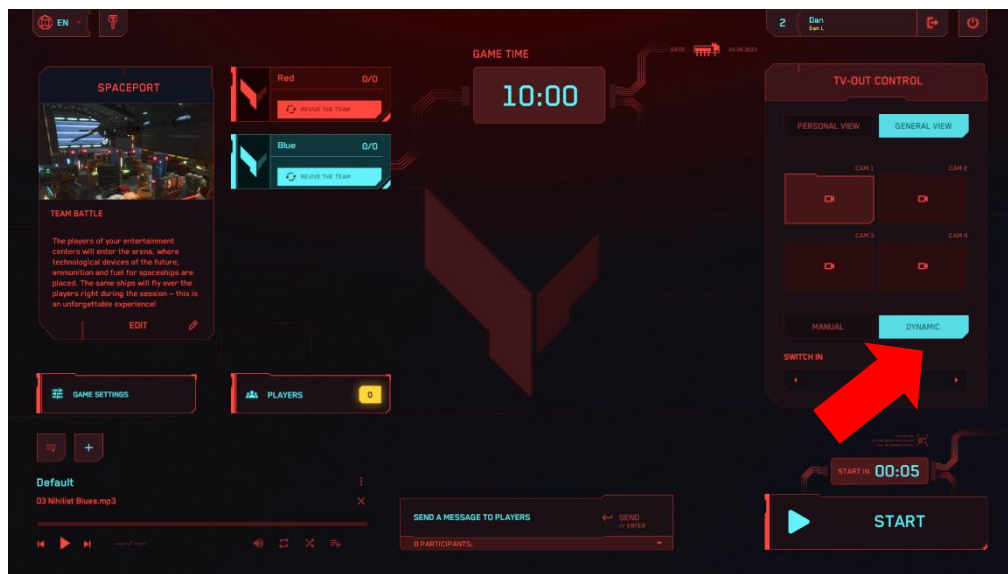 EN
2
Dan
Dan L
GAME TIME
10:00
DATE
24.04.2023
SPACEPORT
TEAM BATTLE
The players of your entertainment
centers will enter the arena, where
technological devices of the future,
ammunition and fuel for spaceships are
placed. The same ships will fly over the
players right during the session – this is
an unforgettable experience!
EDIT
Red 0/0
REVIVE THE TEAM
Blue 0/0
REVIVE THE TEAM
TV-OUT CONTROL
PERSONAL VIEW
GENERAL VIEW
CAM 1
CAM 2
CAM 3
CAM 4
MANUAL
DYNAMIC
SWITCH IN
GAME SETTINGS
PLAYERS
0
Default
03 Nihilist Blues.mp3
--:-- / --:--
SEND A MESSAGE TO PLAYERS
SEND
// ENTER
0 PARTICIPANTS:
START IN 00:05
START